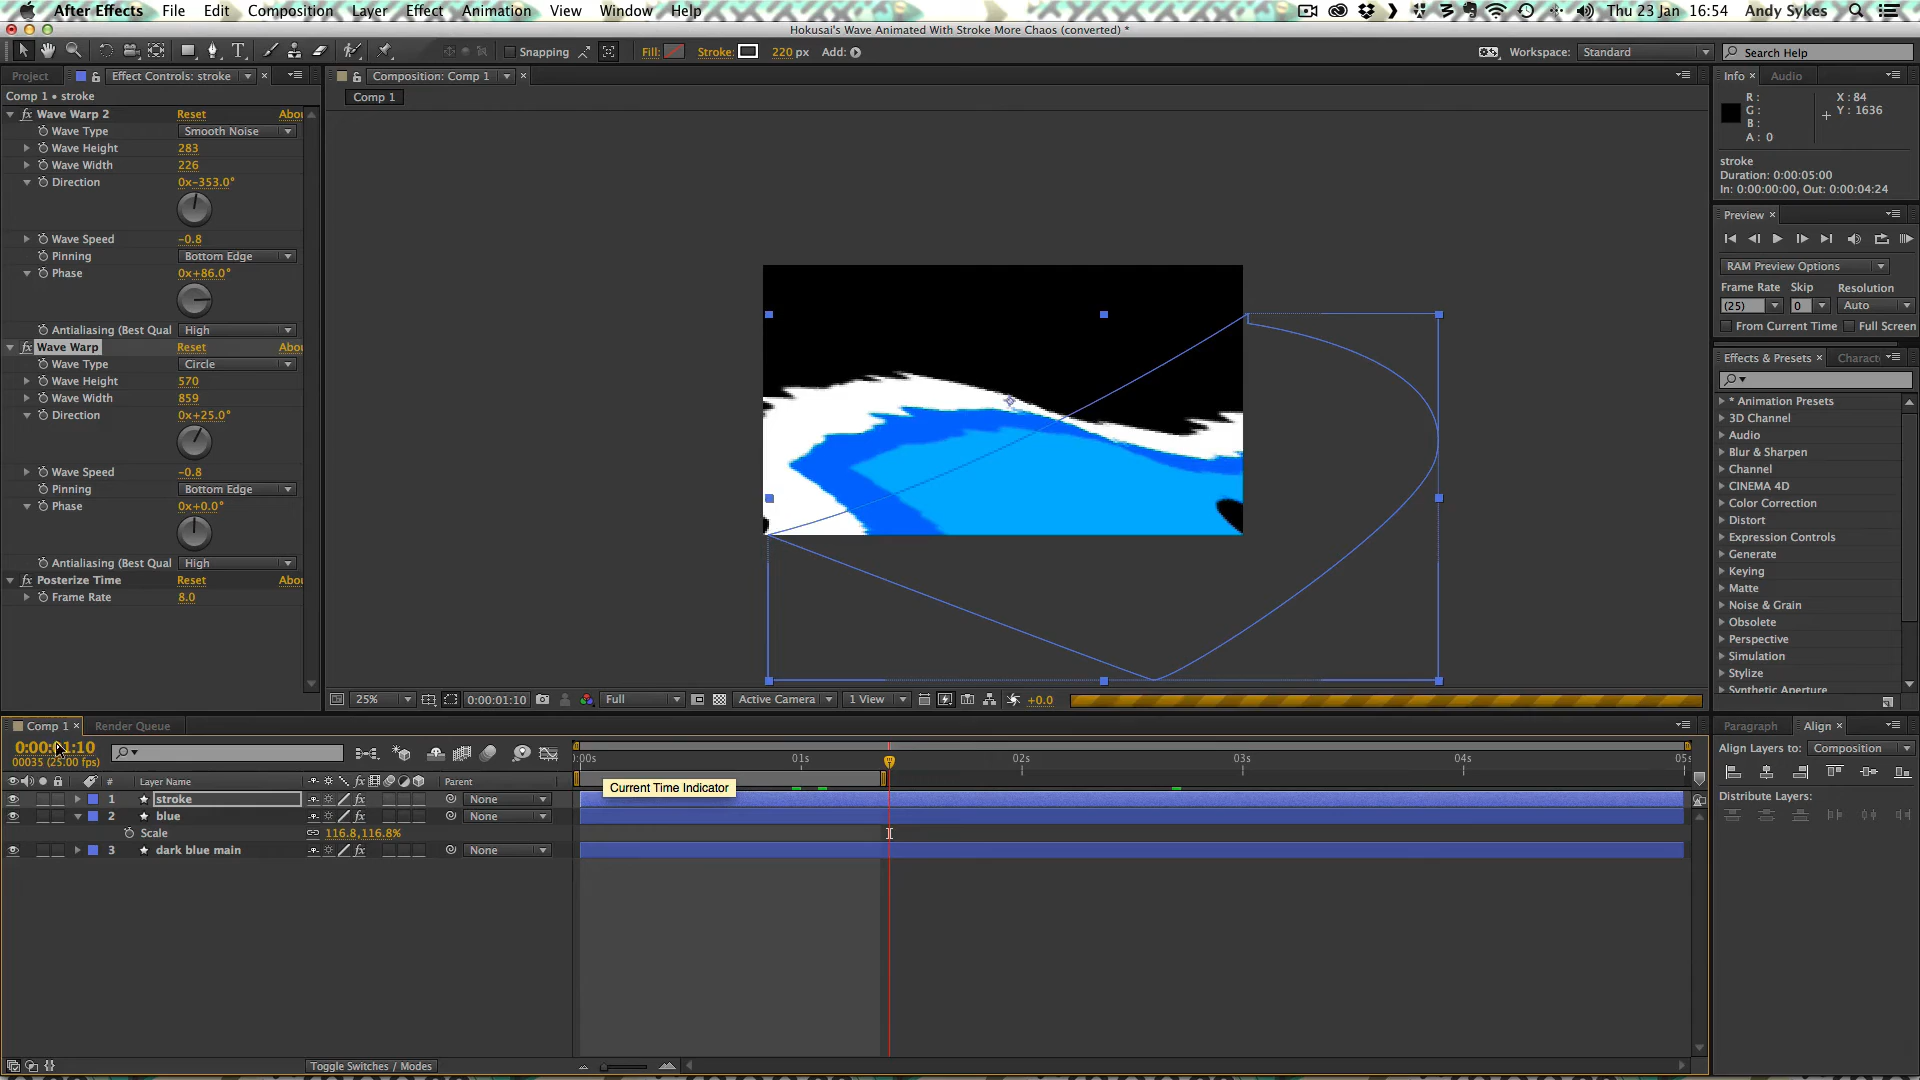 After Effects File Edit Composition Layer Effect Animation View Window Help Thu 23 Jan 16:54 Andy Sykes
Hokusai's Wave Animated With Stroke More Chaos (converted) *
Snapping Fill: Stroke: 220 px Add: Workspace: Standard Search Help
Project Effect Controls: stroke Composition: Comp 1 Info Audio
Comp 1 • stroke
Comp 1
Wave Warp 2 Reset Abou
Wave Type Smooth Noise
Wave Height 283
Wave Width 226
Direction 0x-353.0°
Wave Speed -0.8
Pinning Bottom Edge
Phase 0x+86.0°
Antialiasing (Best Qual High
Wave Warp Reset Abou
Wave Type Circle
Wave Height 570
Wave Width 859
Direction 0x+25.0°
Wave Speed -0.8
Pinning Bottom Edge
Phase 0x+0.0°
Antialiasing (Best Qual High
Posterize Time Reset Abou
Frame Rate 8.0
R : X : 84
G : Y : 1636
B :
A : 0
stroke
Duration: 0:00:05:00
In: 0:00:00:00, Out: 0:00:04:24
Preview
RAM Preview Options
Frame Rate Skip Resolution
(25) 0 Auto
From Current Time Full Screen
Effects & Presets Charact
* Animation Presets
3D Channel
Audio
Blur & Sharpen
Channel
CINEMA 4D
Color Correction
Distort
Expression Controls
Generate
Keying
Matte
Noise & Grain
Obsolete
Perspective
Simulation
Stylize
Synthetic Aperture
25% 0:00:01:10 Full Active Camera 1 View +0.0
Comp 1 Render Queue
0:00:01:10
00035 (25.00 fps)
:00s 01s 02s 03s 04s 05s
# Layer Name Parent
Current Time Indicator
1 stroke None
2 blue None
Scale 116.8,116.8%
3 dark blue main None
Toggle Switches / Modes
Paragraph Align
Align Layers to: Composition
Distribute Layers: